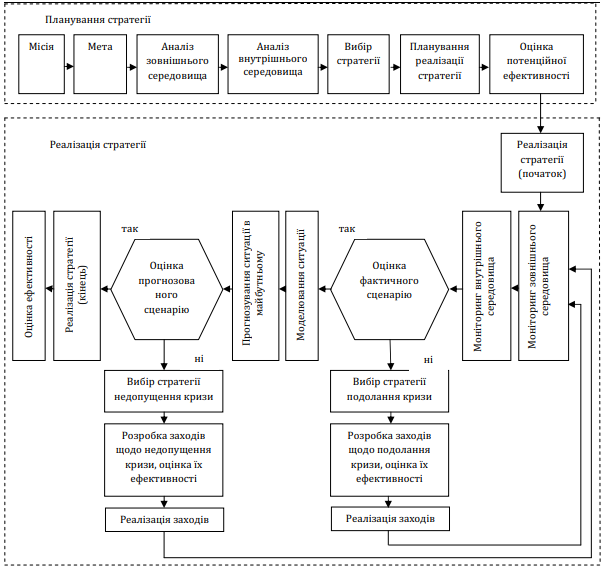 Планування стратегії
Місія
Мета
Аналіз
зовнішнього
середовища
Аналіз
внутрішнього
середовища
Вибір
стратегії
Планування
реалізації
стратегії
Оцінка
потенційної
ефективності
Реалізація стратегії
Реалізація
стратегії
(початок)
так
так
Оцінка ефективності
Реалізація стратегії
(кінець)
Оцінка
прогнозова
ного
сценарію
Прогнозування ситуації в
майбутньому
Моделювання ситуації
Оцінка
фактичного
сценарію
Моніторинг внутрішнього
середовища
Моніторинг зовнішнього
середовища
ні
ні
Вибір стратегії
недопущення кризи
Вибір стратегії
подолання кризи
Розробка заходів
щодо недопущення
кризи, оцінка їх
ефективності
Розробка заходів
щодо подолання
кризи, оцінка їх
ефективності
Реалізація заходів
Реалізація заходів